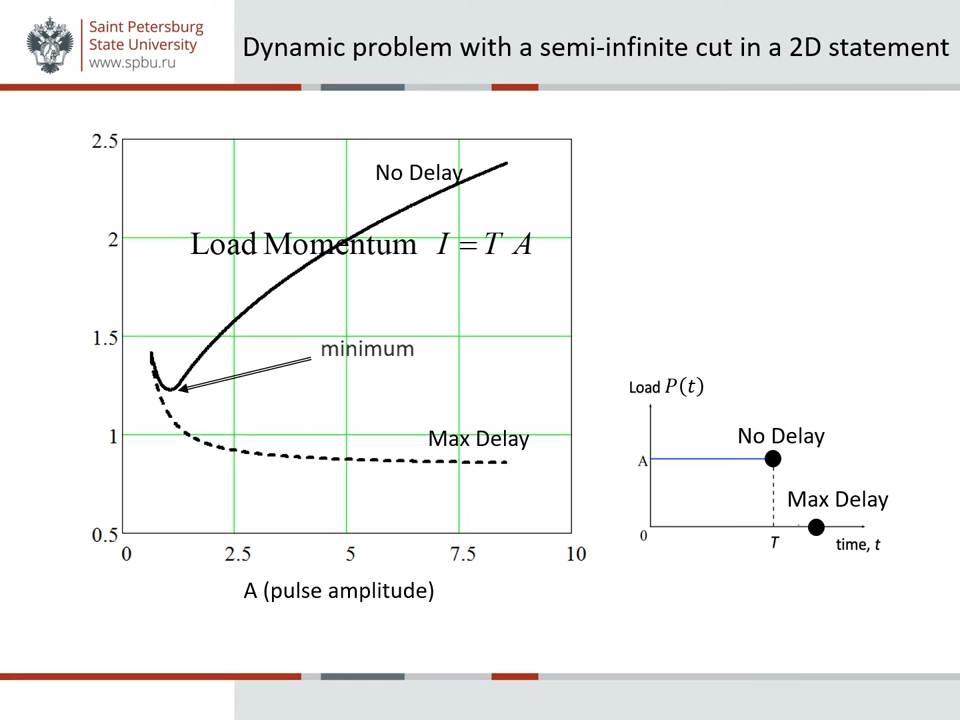 Saint Petersburg
State University
www.spbu.ru
Dynamic problem with a semi-infinite cut in a 2D statement
2.5
2
1.5
1
0.5
0
2.5
5
7.5
10
No Delay
Load Momentum I = T A
minimum
Max Delay
A (pulse amplitude)
Load P(t)
No Delay
A
Max Delay
0
T
time, t